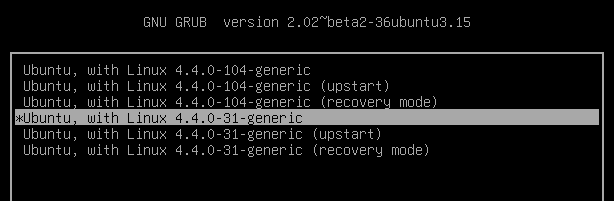 GNU GRUB  version 2.02~beta2-36ubuntu3.15
Ubuntu, with Linux 4.4.0-104-generic
Ubuntu, with Linux 4.4.0-104-generic (upstart)
Ubuntu, with Linux 4.4.0-104-generic (recovery mode)
*Ubuntu, with Linux 4.4.0-31-generic
Ubuntu, with Linux 4.4.0-31-generic (upstart)
Ubuntu, with Linux 4.4.0-31-generic (recovery mode)